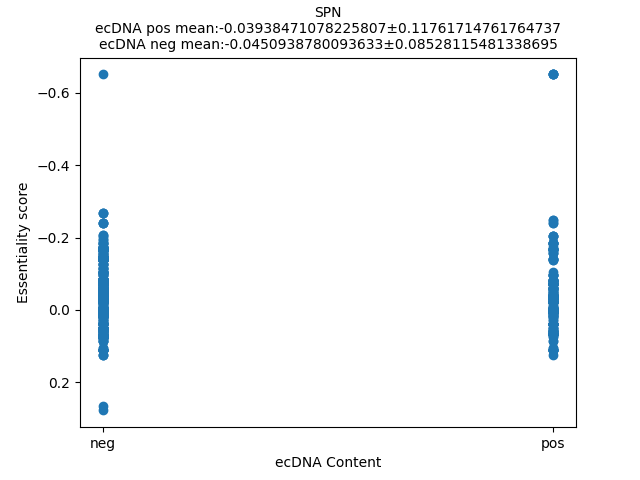 SPN
ecDNA pos mean:-0.03938471078225807±0.11761714761764737
ecDNA neg mean:-0.0450938780093633±0.08528115481338695
−0.6
−0.4
−0.2
0.0
0.2
Essentiality score
neg
pos
ecDNA Content